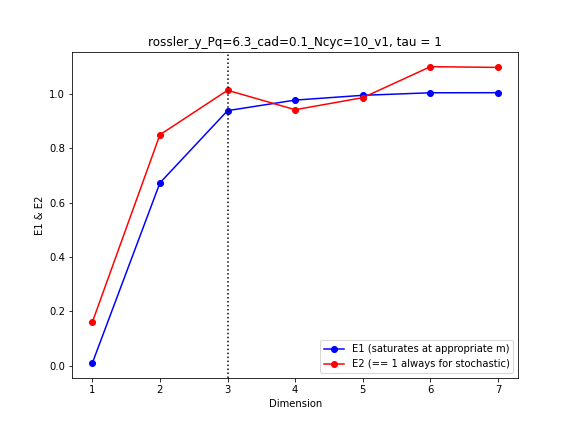 rossler_y_Pq=6.3_cad=0.1_Ncyc=10_v1, tau = 1
E1 & E2
1.0
0.8
0.6
0.4
0.2
0.0
E1 (saturates at appropriate m)
E2 (== 1 always for stochastic)
1 2 3 4 5 6 7
Dimension